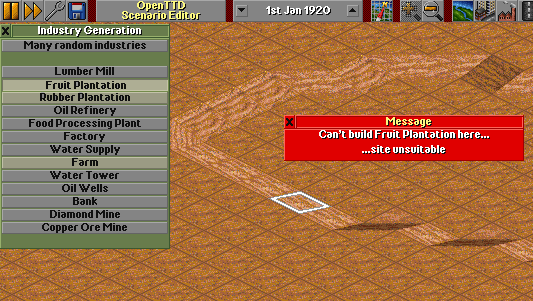 OpenTTD
Scenario Editor
1st Jan 1920
X Industry Generation
Many random industries
Lumber Mill
Fruit Plantation
Rubber Plantation
Oil Refinery
Food Processing Plant
Factory
Water Supply
Farm
Water Tower
Oil Wells
Bank
Diamond Mine
Copper Ore Mine
X Message
Can't build Fruit Plantation here...
...site unsuitable